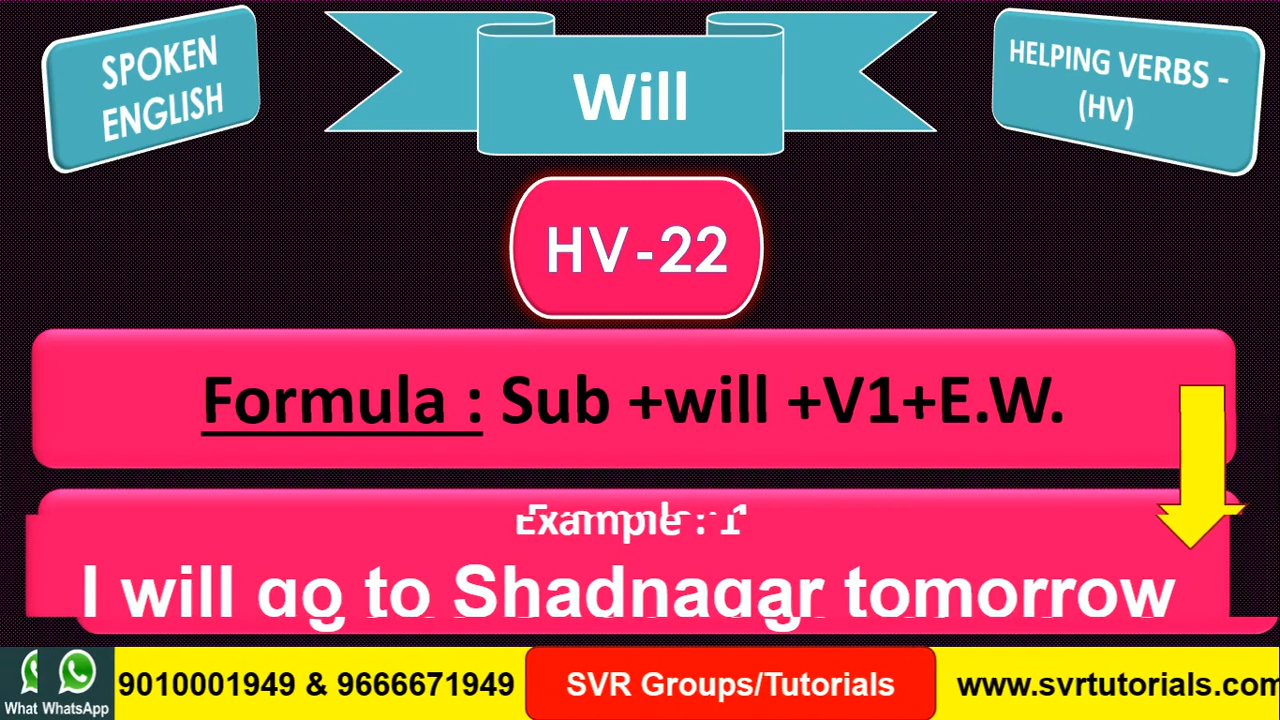 SPOKEN
ENGLISH
Will
HELPING VERBS -
(HV)
HV-22
Formula : Sub +will +V1+E.W.
Example : 1
I will go to Shadnagar tomorrow
What WhatsApp
9010001949 & 9666671949
SVR Groups/Tutorials
www.svrtutorials.com